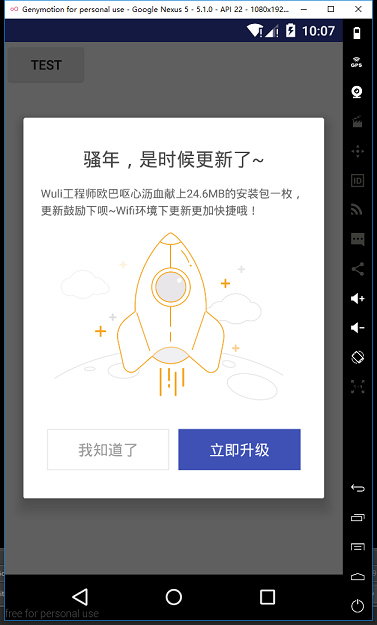 Genymotion for personal use - Google Nexus 5 - 5.1.0 - API 22 - 1080x192...
10:07
TEST
GPS
ID
骚年，是时候更新了~
Wuli工程师欧巴呕心沥血献上24.6MB的安装包一枚，
更新鼓励下呗~Wifi环境下更新更加快捷哦！
我知道了
立即升级
free for personal use